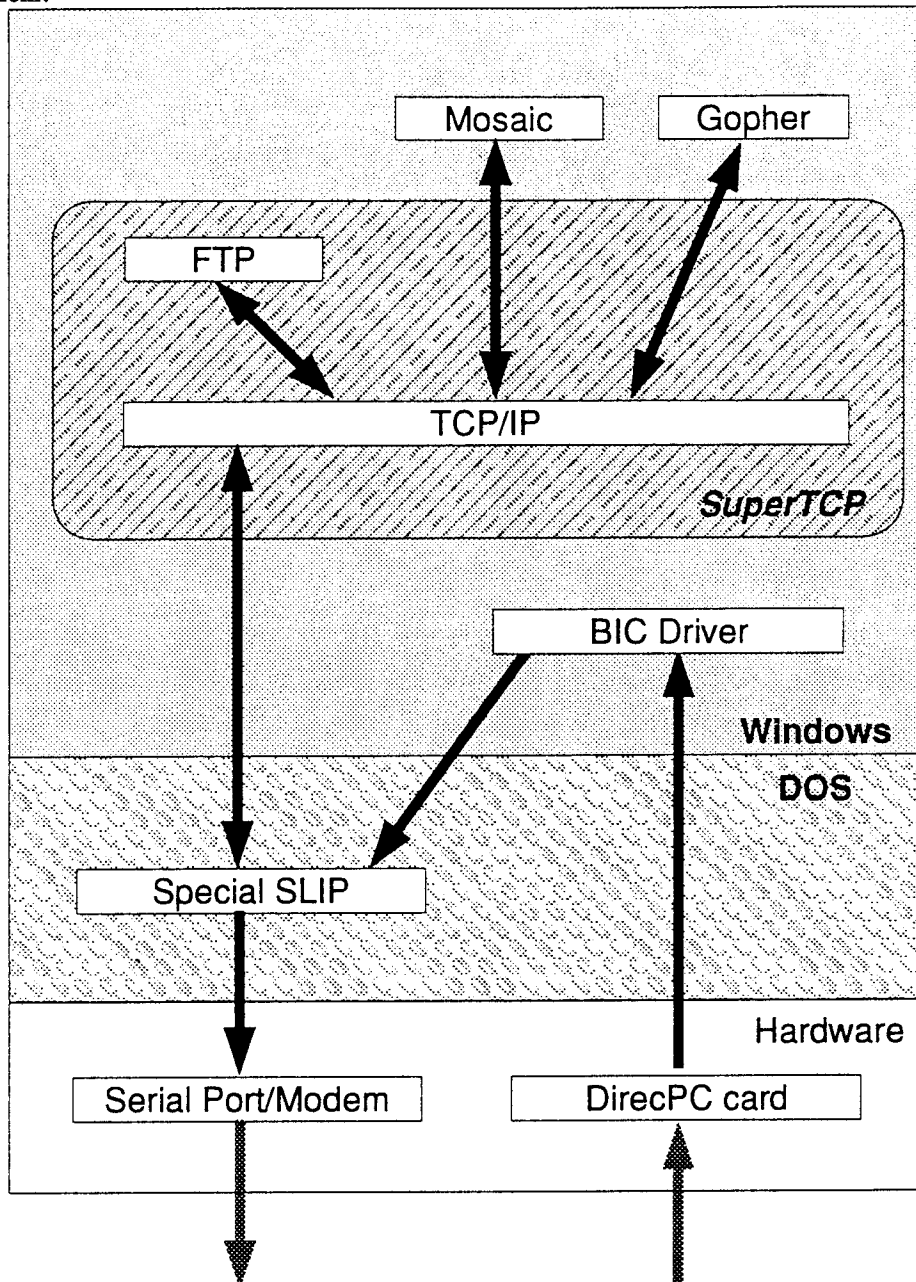 Mosaic
Gopher
FTP
TCP/IP
SuperTCP
BIC Driver
Windows
DOS
Special SLIP
Hardware
Serial Port/Modem
DirecPC card